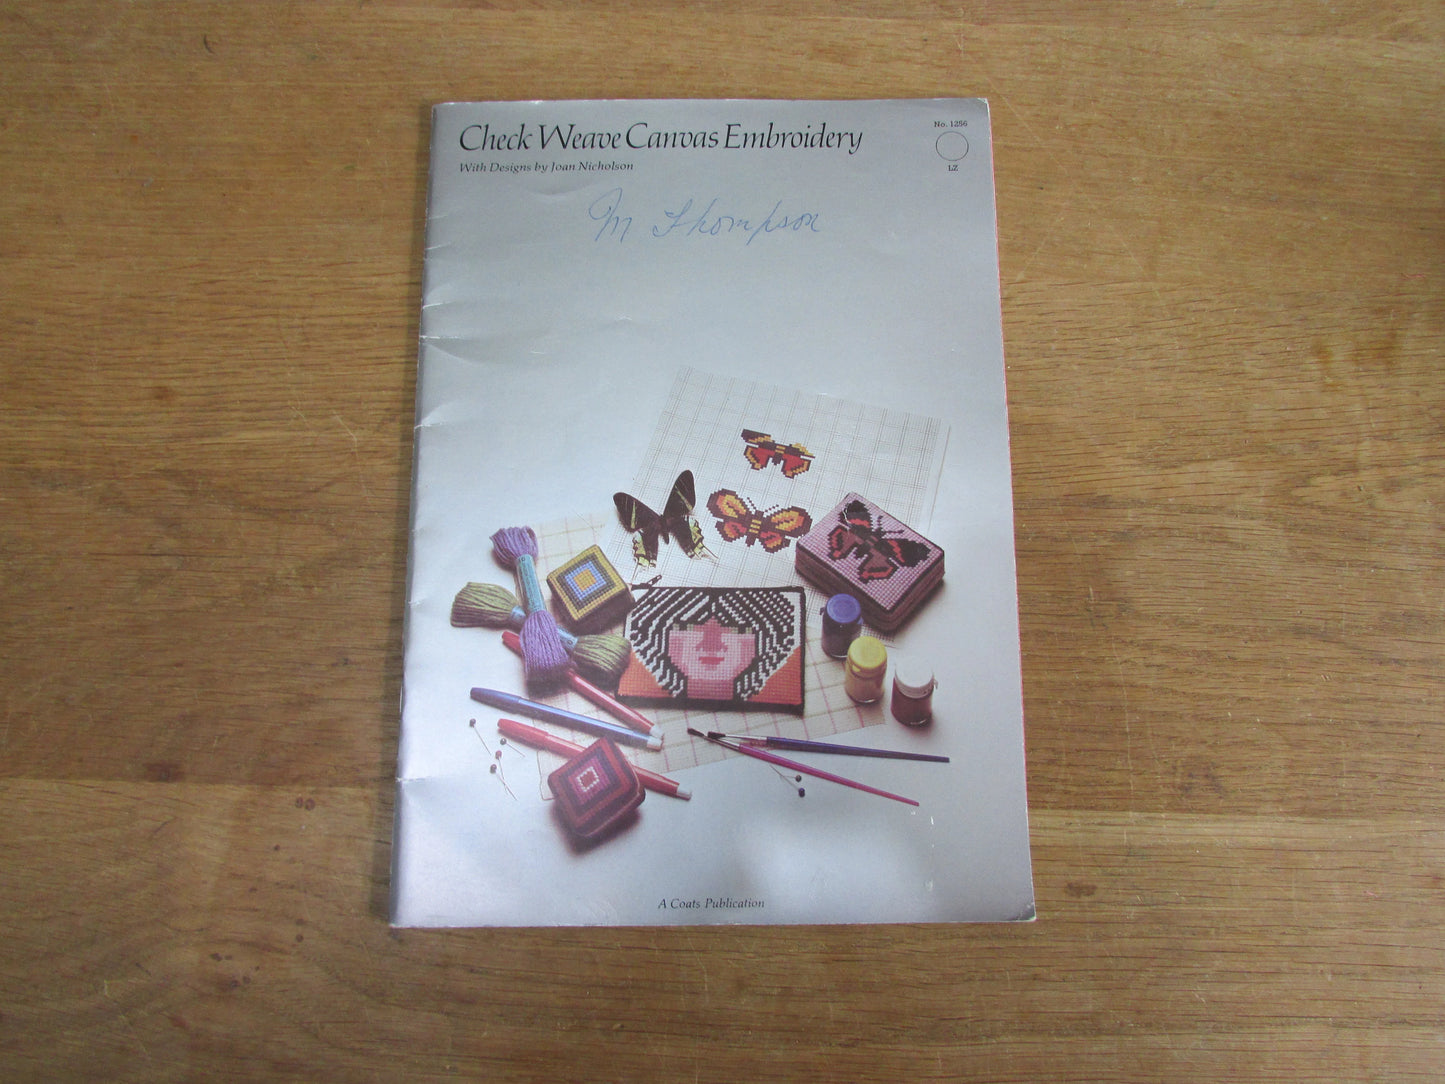 Check Weave Canvas Embroidery
With Designs by Joan Nicholson
No. 1256
LZ
M Thompson
A Coats Publication